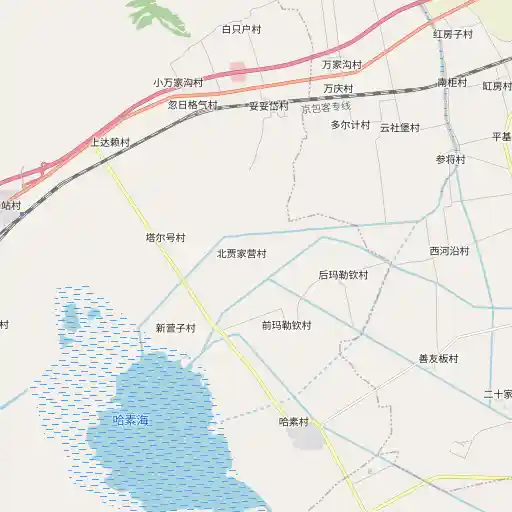 白只户村
红房子村
万家沟村
小万家沟村
南柜村
缸房村
万庆村
忽日格气村
妥妥岱村
京包客专线
多尔计村
云社堡村
平基
上达赖村
参将村
站村
塔尔号村
北贾家营村
西河沿村
后玛勒钦村
村
新营子村
前玛勒钦村
善友板村
二十家
哈素海
哈素村